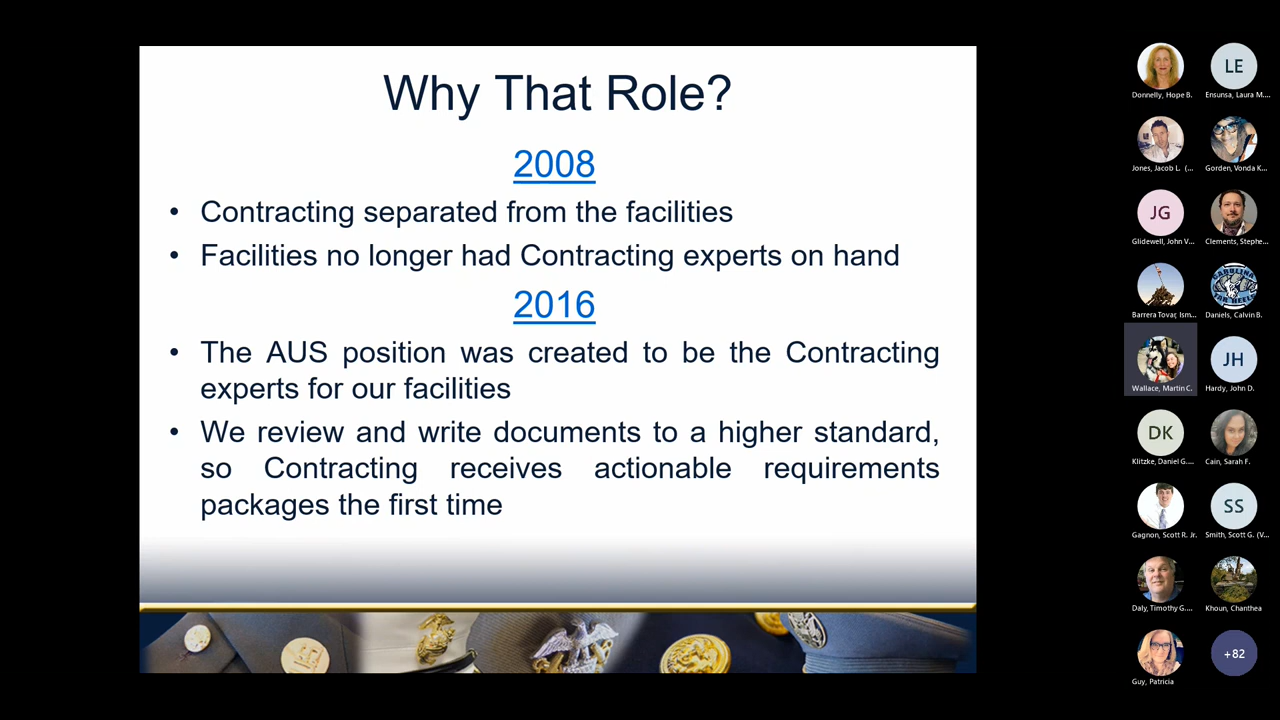 Why That Role?
2008
• Contracting separated from the facilities
• Facilities no longer had Contracting experts on hand
2016
• The AUS position was created to be the Contracting
experts for our facilities
• We review and write documents to a higher standard,
so Contracting receives actionable requirements
packages the first time
Donnelly, Hope B.
LE
Ensunsa, Laura M....
Jones, Jacob L. (...
Gorden, Vonda K...
JG
Glidewell, John V...
Clements, Stephe...
Barrera Tovar, Ism...
Daniels, Calvin B.
Wallace, Martin C.
JH
Hardy, John D.
DK
Klitzke, Daniel G....
Cain, Sarah F.
Gagnon, Scott R. Jr.
SS
Smith, Scott G. (V...
Daly, Timothy G....
Khoun, Chanthea
Guy, Patricia
+82